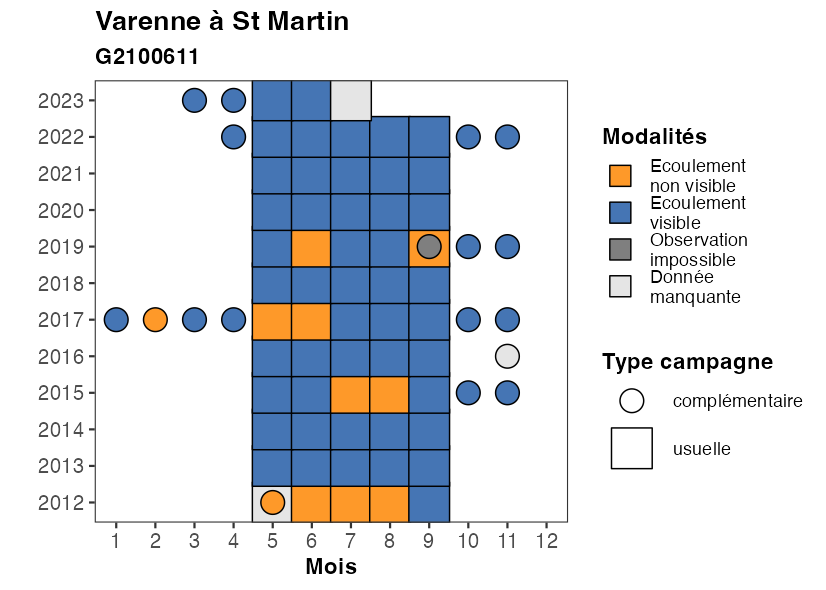 Varenne à St Martin
G2100611
2023
2022
2021
2020
2019
2018
2017
2016
2015
2014
2013
2012
1 2 3 4 5 6 7 8 9 10 11 12
Mois
Modalités
Ecoulement
non visible
Ecoulement
visible
Observation
impossible
Donnée
manquante
Type campagne
complémentaire
usuelle